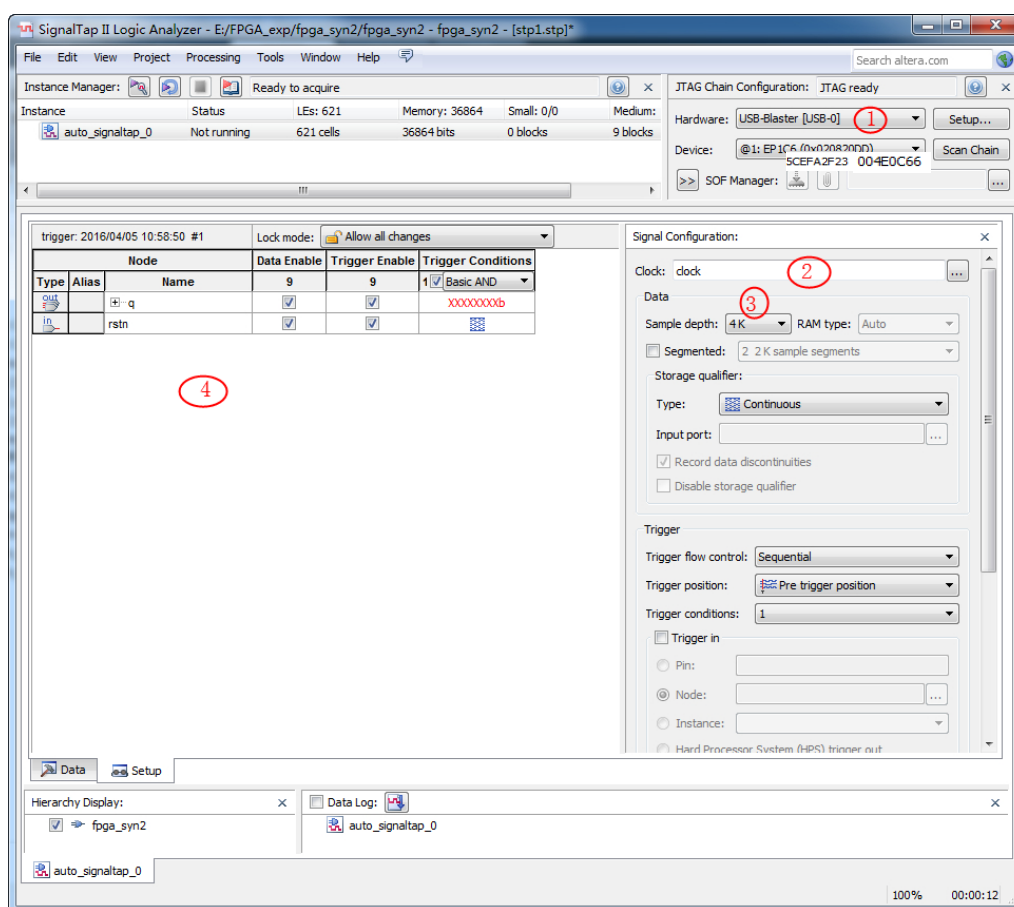 SignalTap II Logic Analyzer - E:/FPGA_exp/fpga_syn2/fpga_syn2 - fpga_syn2 - [stp1.stp]*
File Edit View Project Processing Tools Window Help Search altera.com
Instance Manager: Ready to acquire
Instance Status LEs: 621 Memory: 36864 Small: 0/0 Medium:
auto_signaltap_0 Not running 621 cells 36864 bits 0 blocks 9 blocks
JTAG Chain Configuration: JTAG ready
Hardware: USB-Blaster [USB-0] 1 Setup...
Device: @1: EP1C6 (0x020820DD) Scan Chain
5CEFA2F23 004E0C66
>> SOF Manager: ...
trigger: 2016/04/05 10:58:50 #1 Lock mode: Allow all changes
Node Data Enable Trigger Enable Trigger Conditions
Type Alias Name 9 9 1 Basic AND
out q XXXXXXXXb
in rstn
4
Signal Configuration:
Clock: clock 2 ...
Data
3
Sample depth: 4 K RAM type: Auto
Segmented: 2 2 K sample segments
Storage qualifier:
Type: Continuous
Input port: ...
Record data discontinuities
Disable storage qualifier
Trigger
Trigger flow control: Sequential
Trigger position: Pre trigger position
Trigger conditions: 1
Trigger in
Pin:
Node: ...
Instance:
Hard Processor System (HPS) trigger out
Data Setup
Hierarchy Display:
fpga_syn2
Data Log:
auto_signaltap_0
auto_signaltap_0
100% 00:00:12